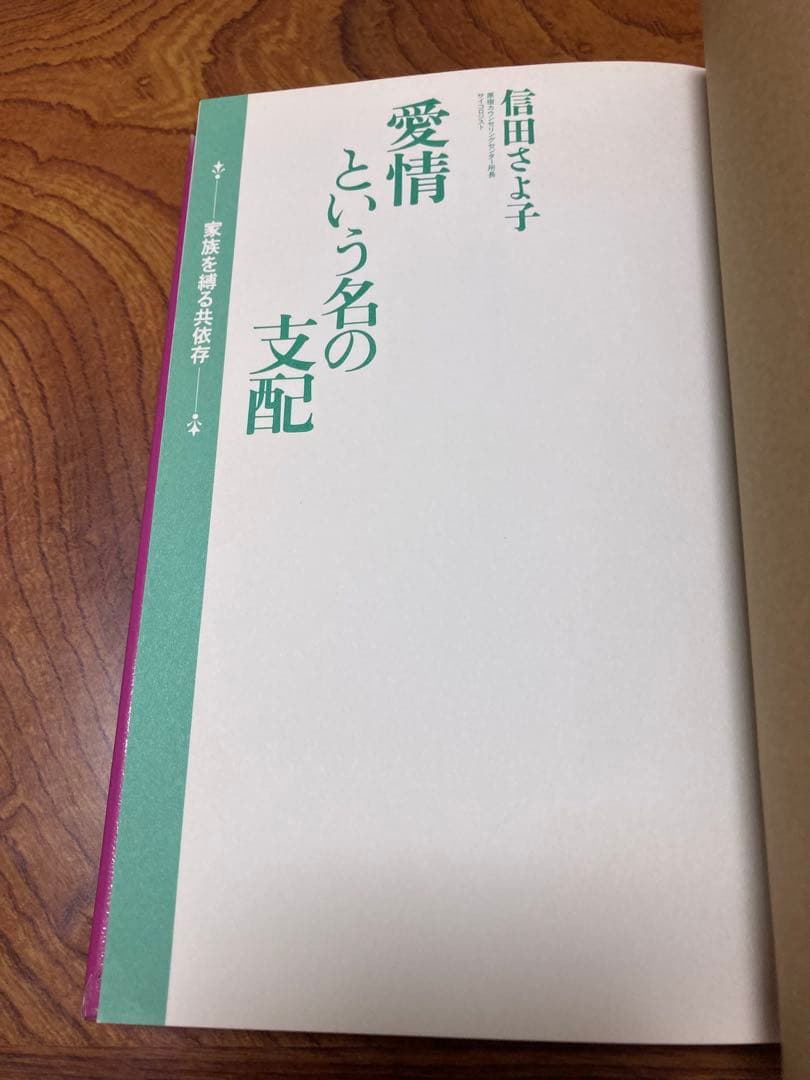 信田さよ子
原宿カウンセリングセンター所長
サイコロジスト
愛情
という名の
支配
家族を縛る共依存